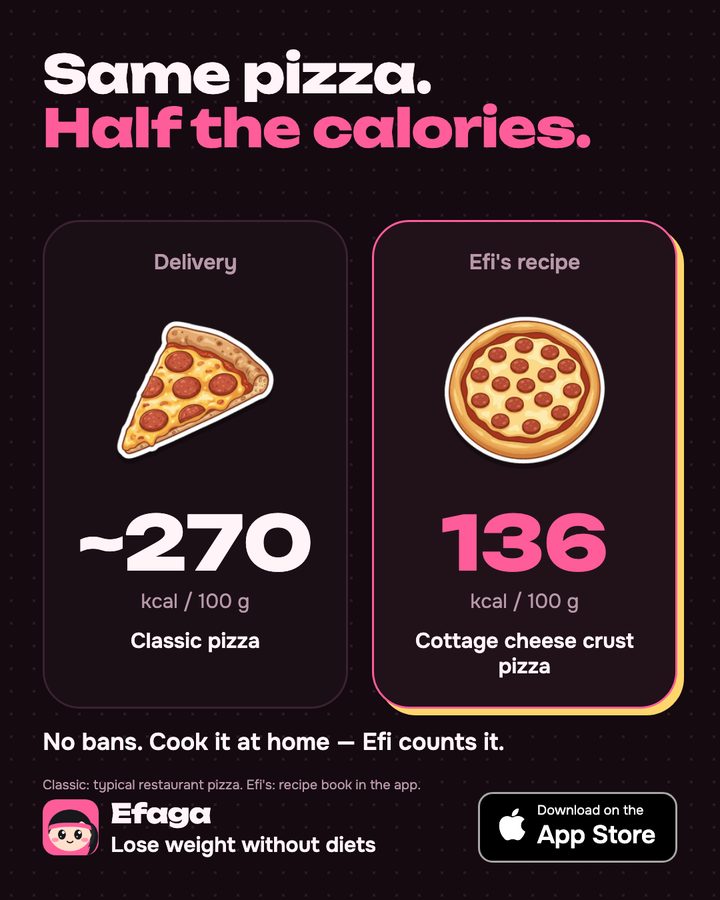 Same pizza.
Half the calories.
Delivery
~270
kcal / 100 g
Classic pizza
Efi's recipe
136
kcal / 100 g
Cottage cheese crust
pizza
No bans. Cook it at home — Efi counts it.
Classic: typical restaurant pizza. Efi's: recipe book in the app.
Efaga
Lose weight without diets
Download on the
App Store